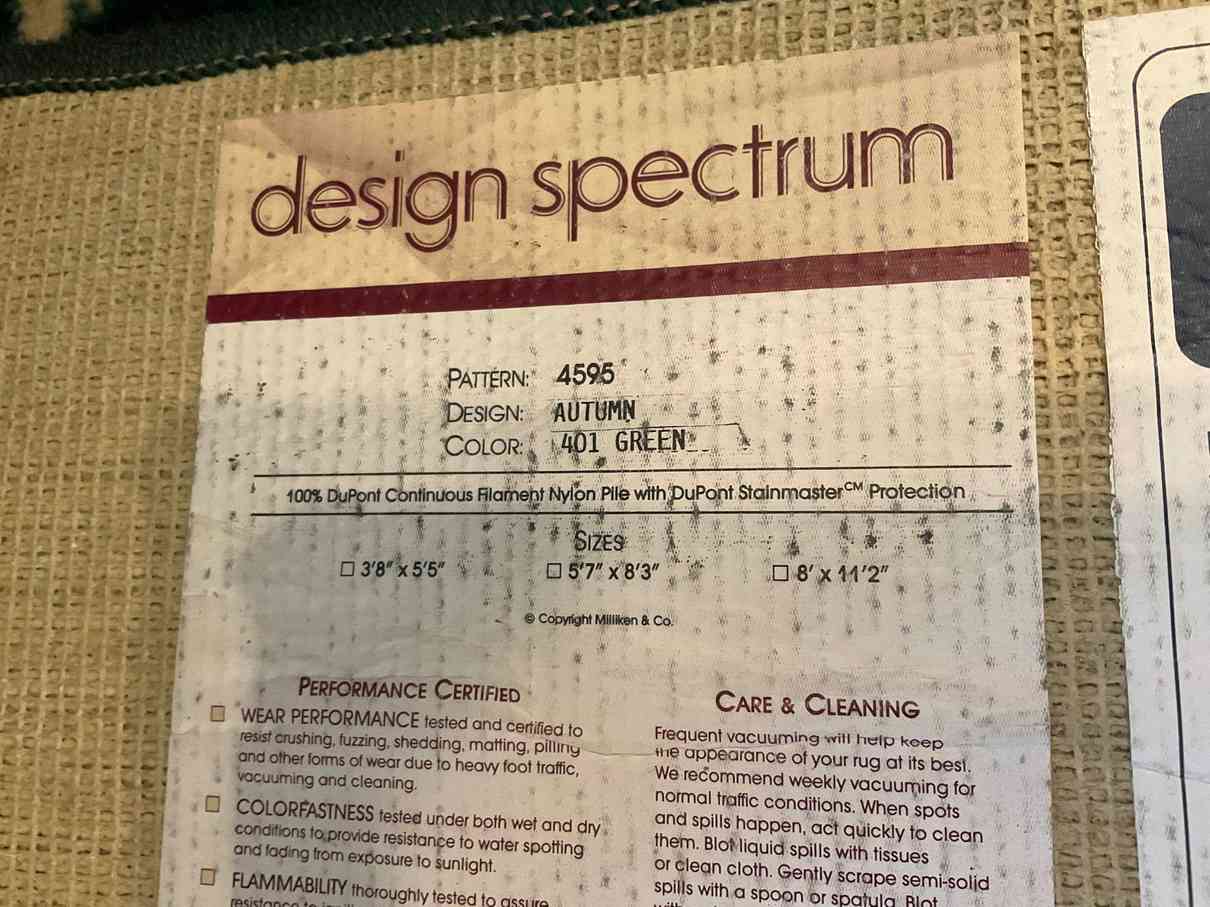 design spectrum
PATTERN: 4595
DESIGN: AUTUMN
COLOR: 401 GREEN
100% DuPont Continuous Filament Nylon Pile with DuPont Stainmaster℠ Protection
SIZES
☐ 3'8" x 5'5" ☐ 5'7" x 8'3" ☐ 8' x 11'2"
© Copyright Milliken & Co.
PERFORMANCE CERTIFIED
☐ WEAR PERFORMANCE tested and certified to
resist crushing, fuzzing, shedding, matting, pilling
and other forms of wear due to heavy foot traffic,
vacuuming and cleaning.
☐ COLORFASTNESS tested under both wet and dry
conditions to provide resistance to water spotting
and fading from exposure to sunlight.
☐ FLAMMABILITY thoroughly tested to assure
resistance to
CARE & CLEANING
Frequent vacuuming will help keep
the appearance of your rug at its best.
We recommend weekly vacuuming for
normal traffic conditions. When spots
and spills happen, act quickly to clean
them. Blot liquid spills with tissues
or clean cloth. Gently scrape semi-solid
spills with a spoon or spatula. Blot